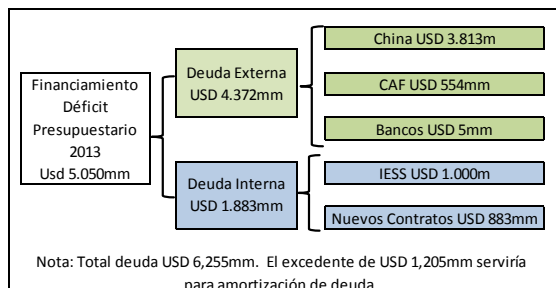 Financiamiento
Déficit
Presupuestario
2013
Usd 5.050mm
Deuda Externa
USD 4.372mm
China USD 3.813m
CAF USD 554mm
Bancos USD 5mm
Deuda Interna
USD 1.883mm
IESS USD 1.000m
Nuevos Contratos USD 883mm
Nota: Total deuda USD 6,255mm. El excedente de USD 1,205mm serviría
para amortización de deuda